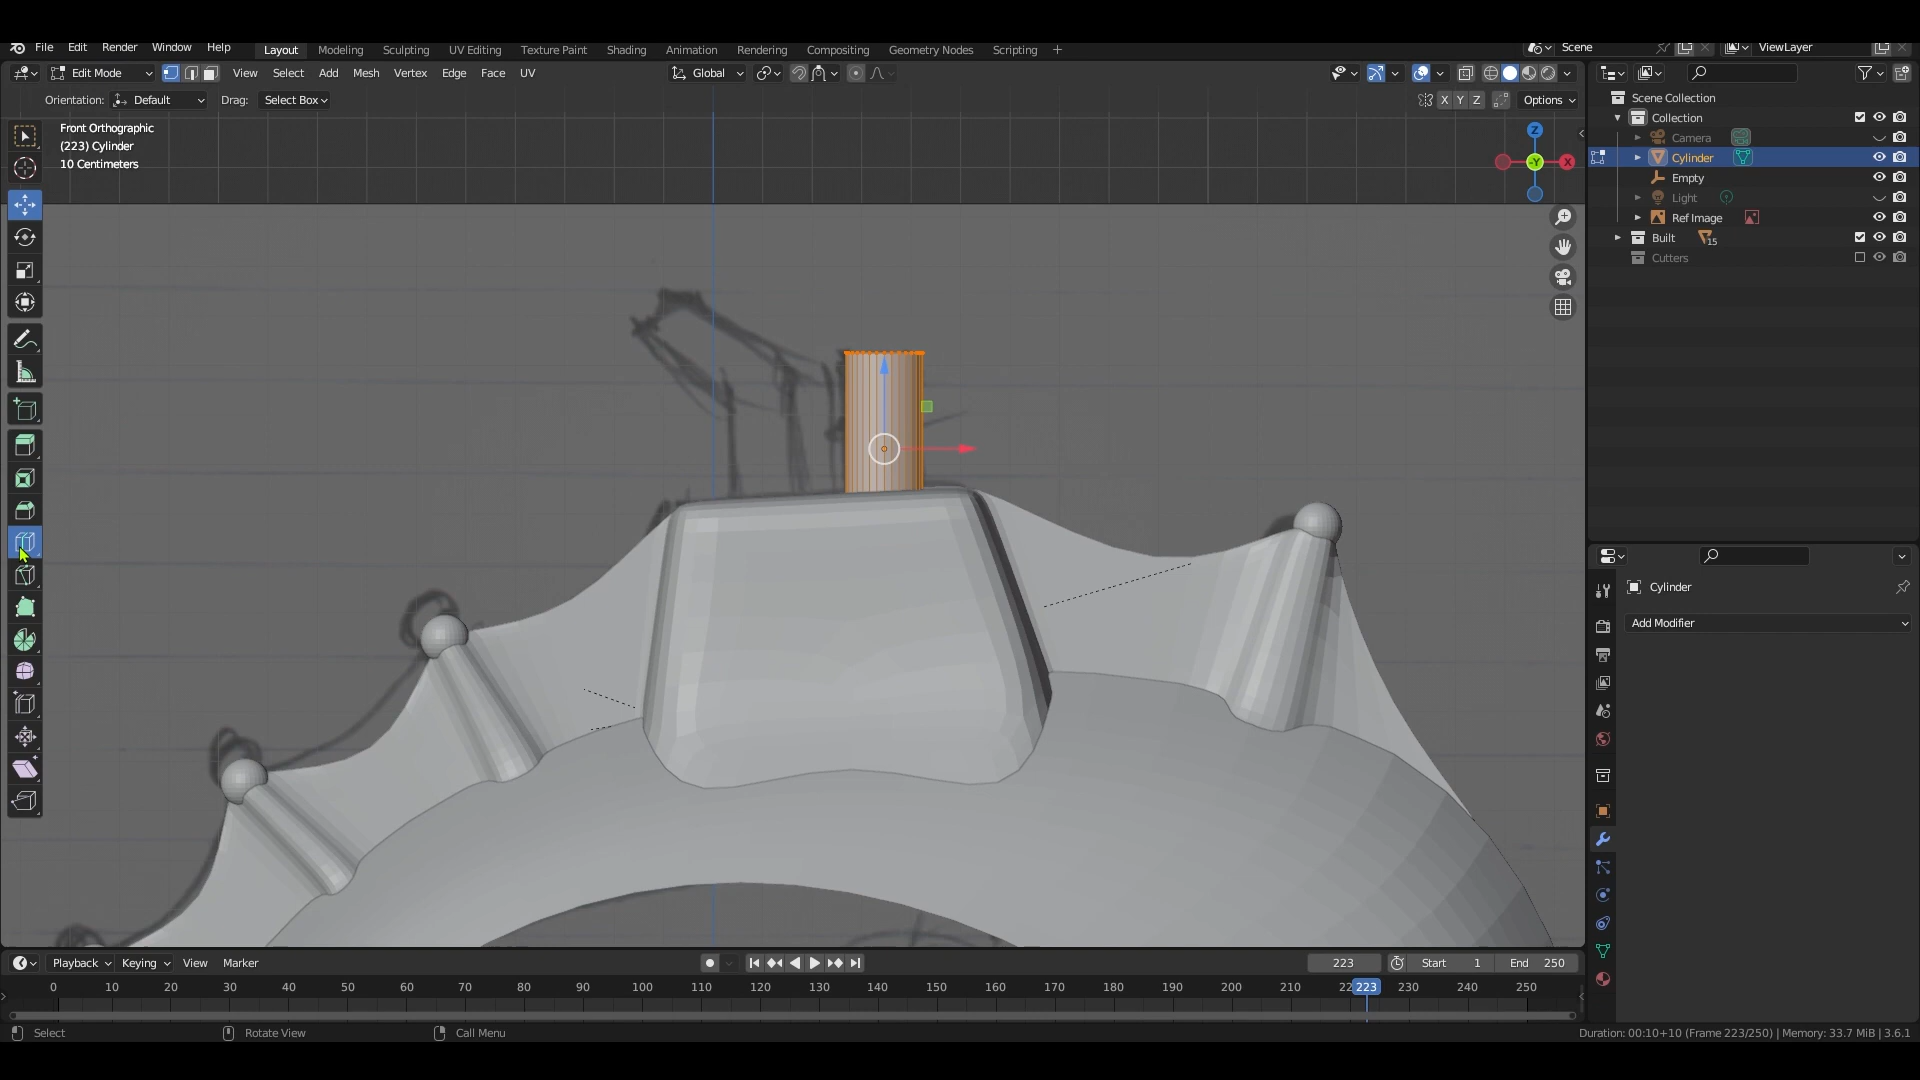 File Edit Render Window Help Layout Modeling Sculpting UV Editing Texture Paint Shading Animation Rendering Compositing Geometry Nodes Scripting + Scene ViewLayer
Edit Mode View Select Add Mesh Vertex Edge Face UV Global
Orientation: Default Drag: Select Box X Y Z Options
Front Orthographic
(223) Cylinder
10 Centimeters
Z
-Y X
Scene Collection
Collection
Camera
Cylinder
Empty
Light
Ref Image
Built 15
Cutters
Cylinder
Add Modifier
Playback Keying View Marker 223 Start 1 End 250
0 10 20 30 40 50 60 70 80 90 100 110 120 130 140 150 160 170 180 190 200 210 22 223 230 240 250
Select Rotate View Call Menu Duration: 00:10+10 (Frame 223/250) | Memory: 33.7 MiB | 3.6.1